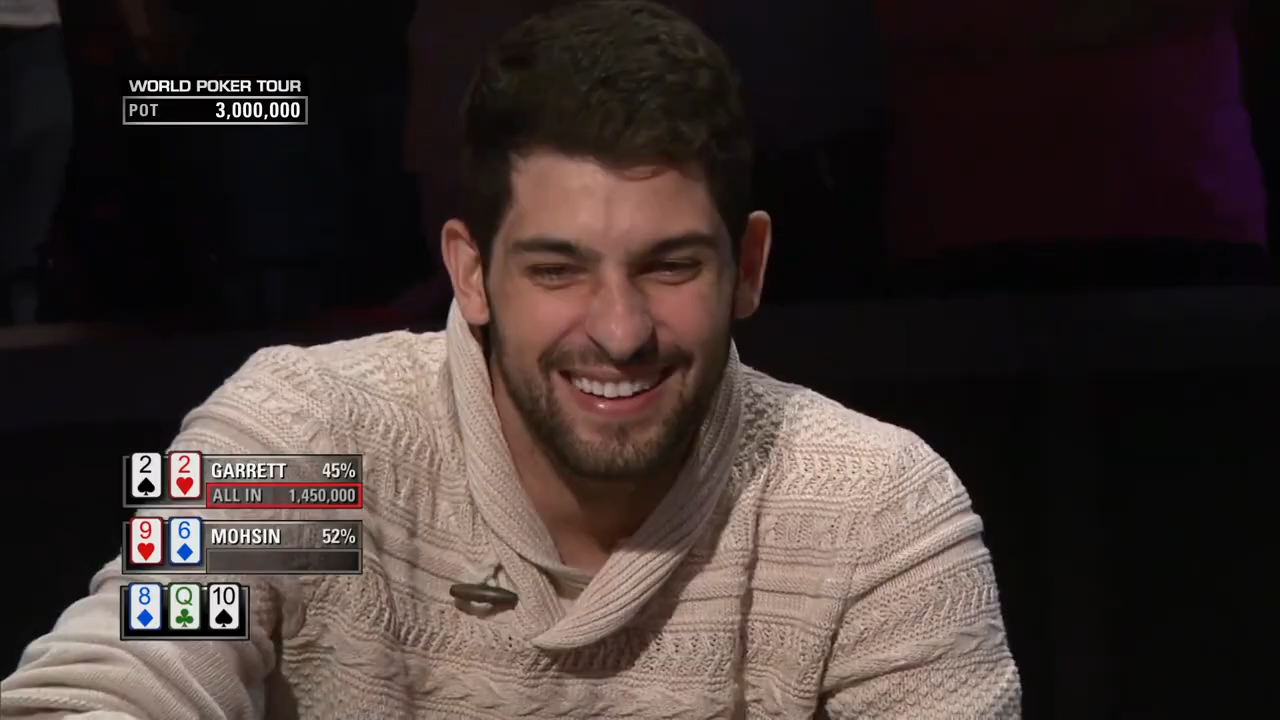 WORLD POKER TOUR
POT 3,000,000
2 2 GARRETT 45%
ALL IN 1,450,000
9 6 MOHSIN 52%
8 Q 10